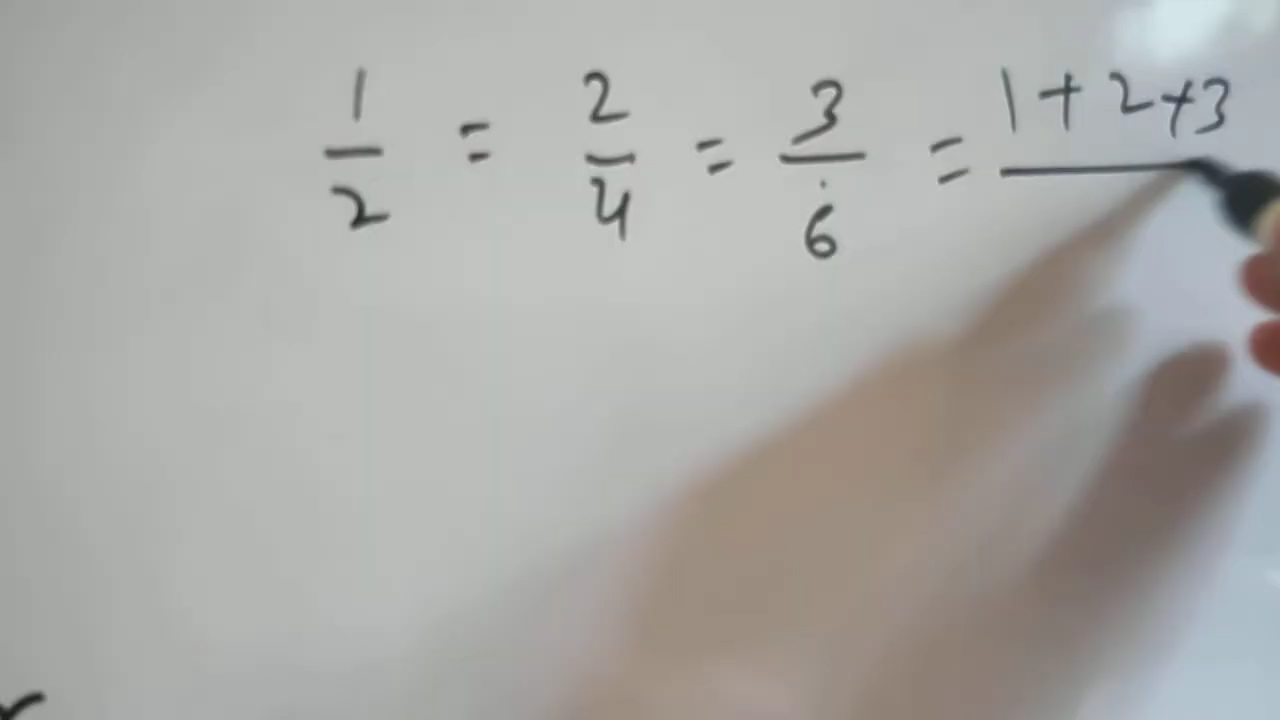 1/2 = 2/4 = 3/6 = 1+2+3/